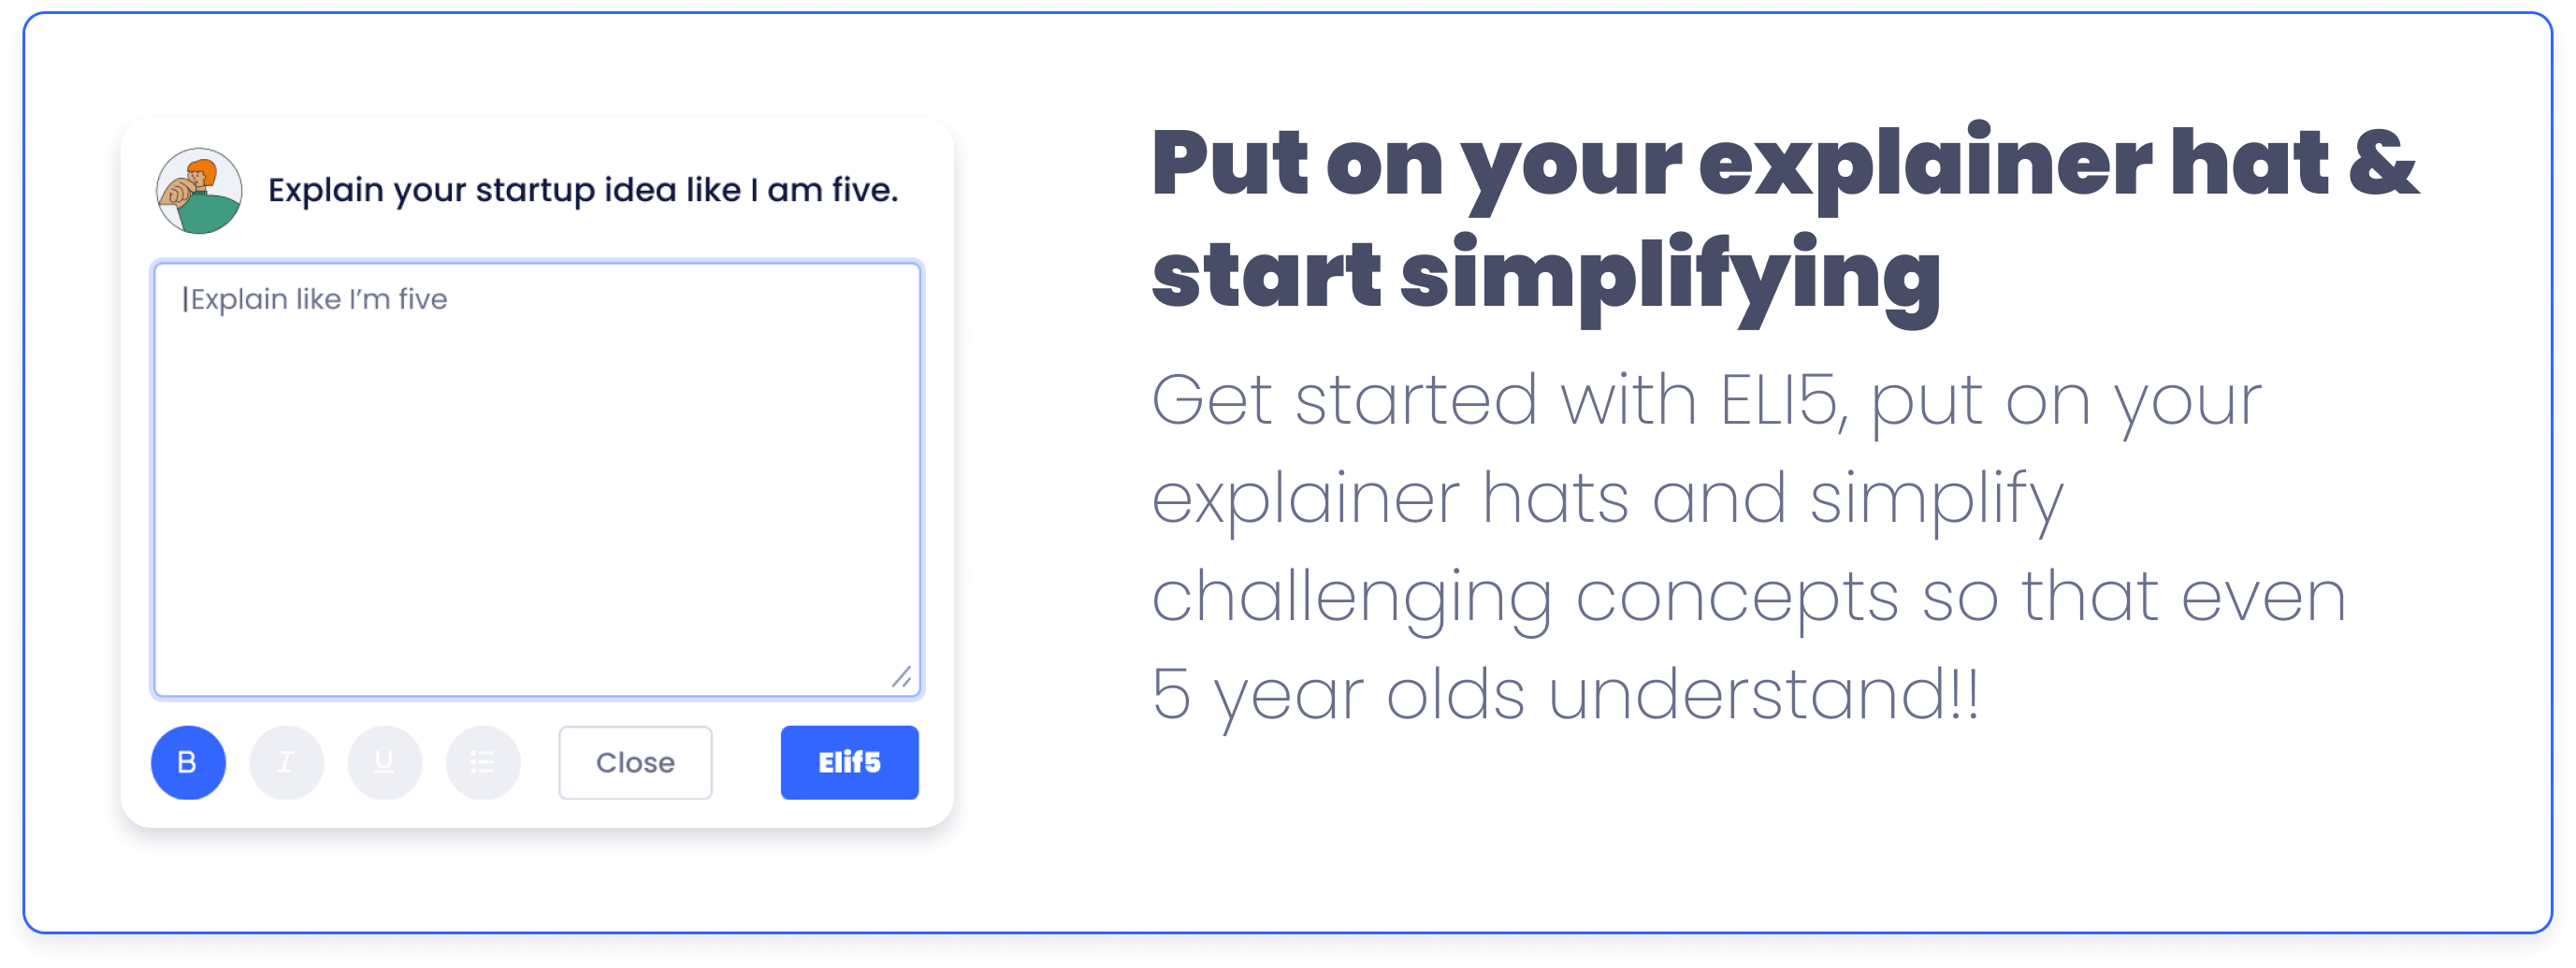 Explain your startup idea like I am five.
Explain like I’m five
B
I
U
Close
Elif5
Put on your explainer hat &
start simplifying
Get started with ELI5, put on your
explainer hats and simplify
challenging concepts so that even
5 year olds understand!!